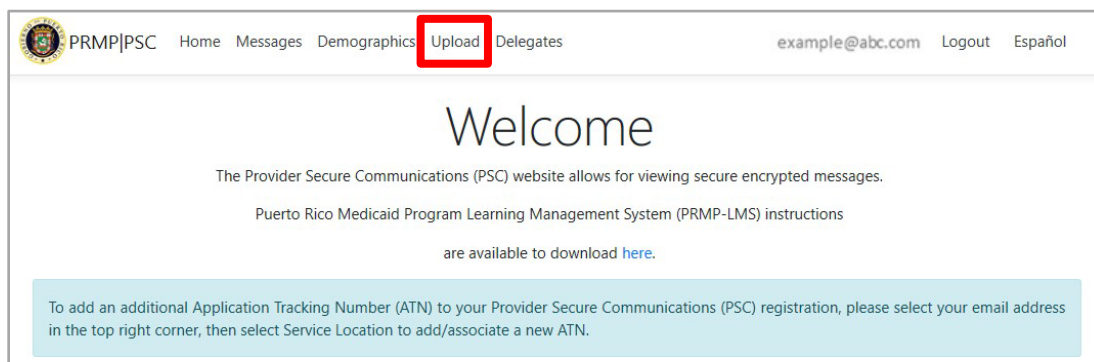 PRMP|PSC Home Messages Demographics Upload Delegates example@abc.com Logout Español
Welcome
The Provider Secure Communications (PSC) website allows for viewing secure encrypted messages.
Puerto Rico Medicaid Program Learning Management System (PRMP-LMS) instructions
are available to download here.
To add an additional Application Tracking Number (ATN) to your Provider Secure Communications (PSC) registration, please select your email address
in the top right corner, then select Service Location to add/associate a new ATN.